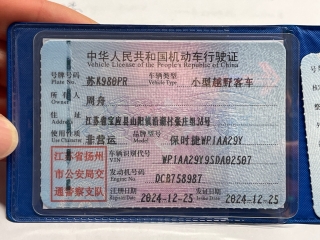 中华人民共和国机动车行驶证
Vehicle License of the People's Republic of China
号牌号码 苏K980PR 车辆类型 小型越野客车
Plate No. Vehicle Type
所有人 周舟
Owner
住址 江苏省宝应县山阳镇 张庄组38号
Address
使用性质 非营运 品牌型号 保时捷WP1AA29Y
Use Character Model
江苏省扬州
市公安局交
通警察支队
车辆识别代号 WP1AA29Y9SDA02507
VIN
发动机号码 DCB758987
Engine No.
注册日期 2024-12-25 发证日期 2024-12-25
Register Date Issue Date